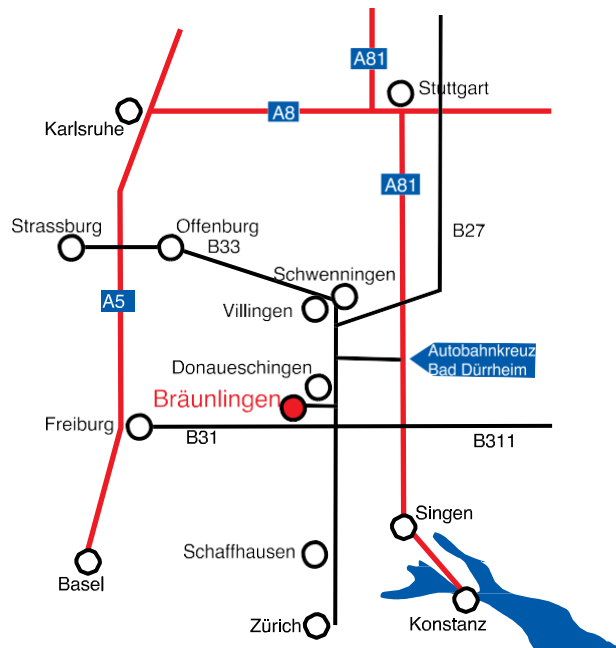 A81
Stuttgart
A8
Karlsruhe
A81
Strassburg
Offenburg
B33
B27
Schwenningen
A5
Villingen
Autobahnkreuz
Bad Dürrheim
Donaueschingen
Bräunlingen
Freiburg
B31
B311
Singen
Schaffhausen
Basel
Zürich
Konstanz